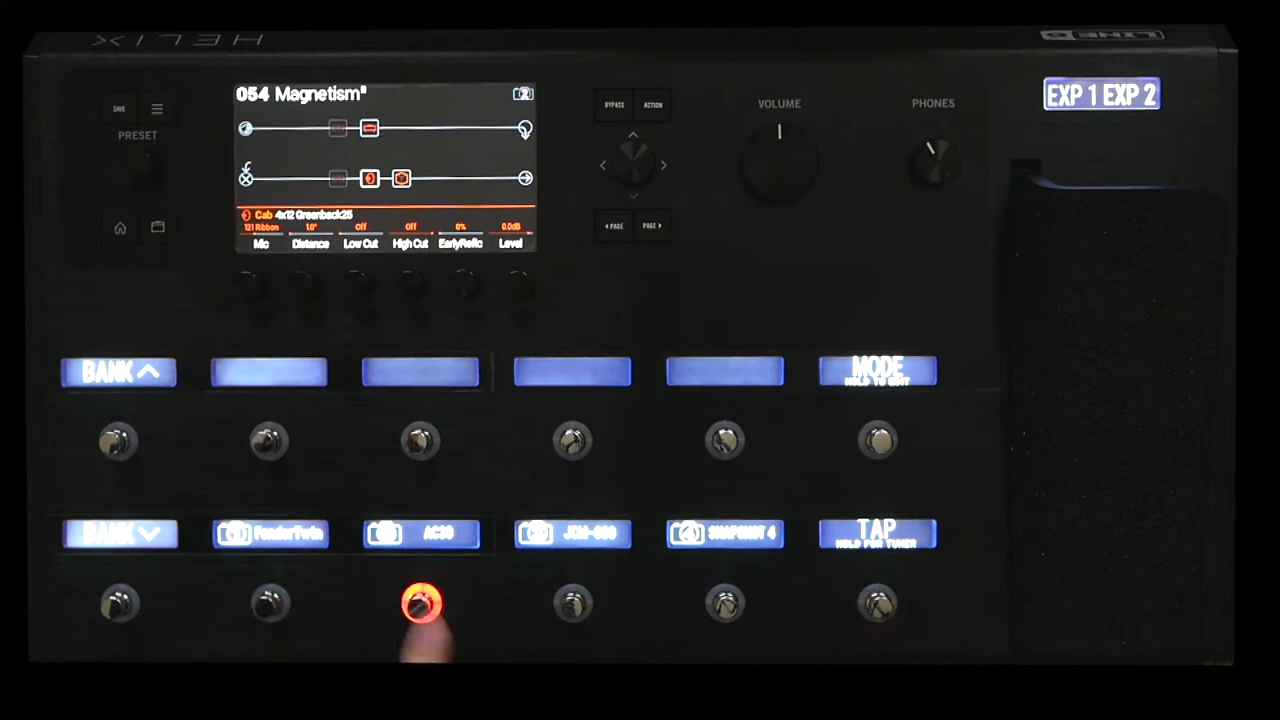 HELIX
LINE 6
SAVE
PRESET
054 Magnetism
BYPASS ACTION
VOLUME
PHONES
EXP 1 EXP 2
Cab 4x12 Greenback25
121 Ribbon 1.0" Off Off 0% 0.0dB
Mic Distance Low Cut High Cut EarlyReflc Level
PAGE PAGE
BANK
MODE
HOLD TO EDIT
BANK
FenderTwin
AC30
JCM-800
SNAPSHOT 4
TAP
HOLD FOR TUNER